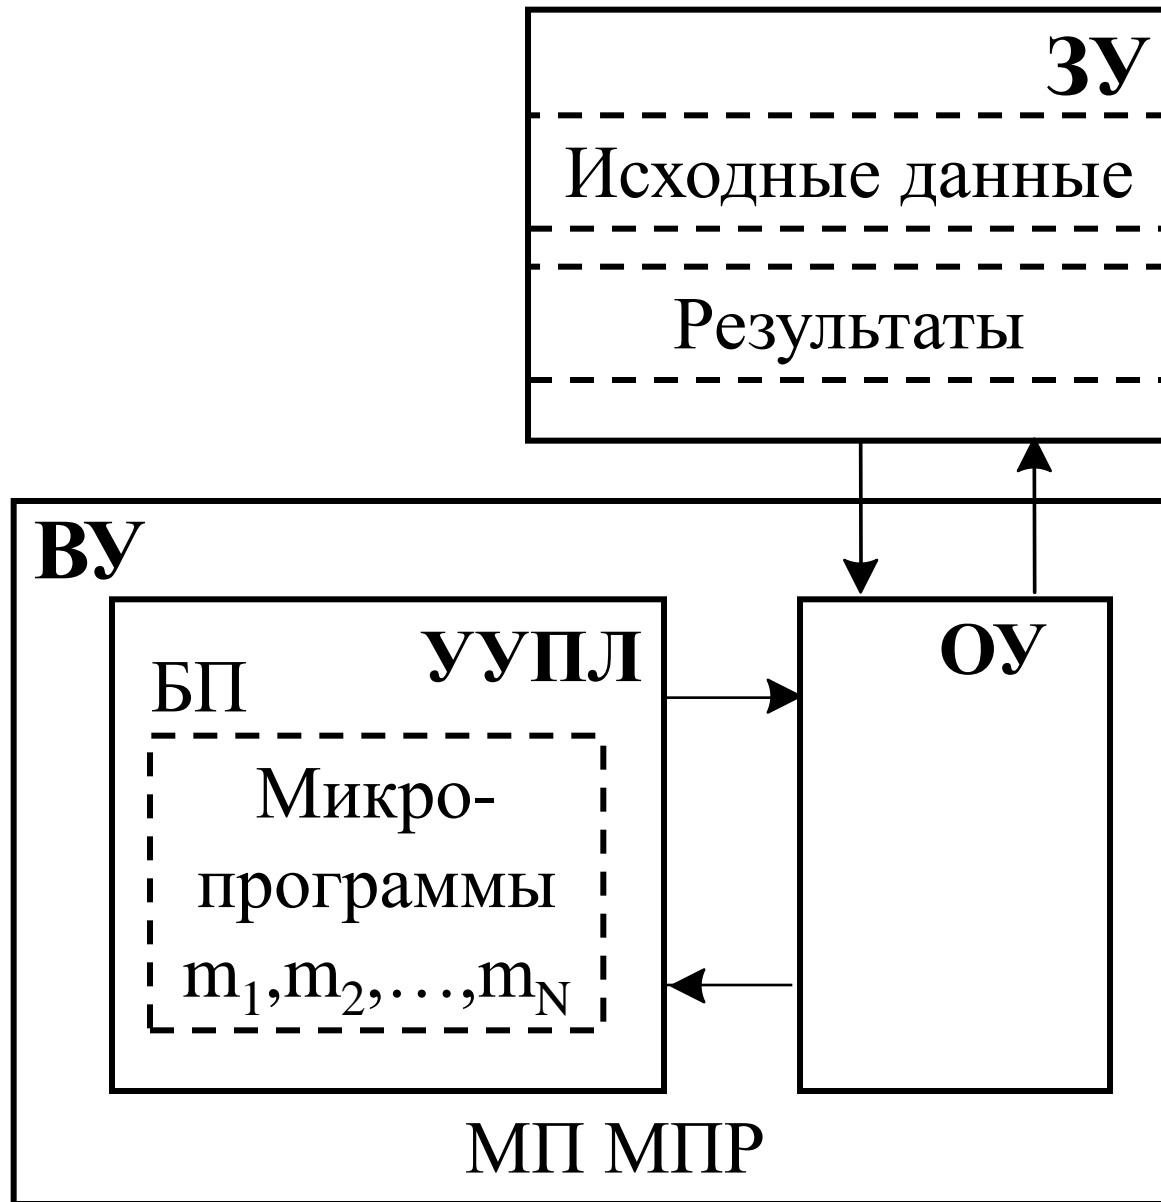 ЗУ
Исходные данные
Результаты
ВУ
УУПЛ
ОУ
БП
Микро-
программы
m₁,m₂,…,mN
МП МПР